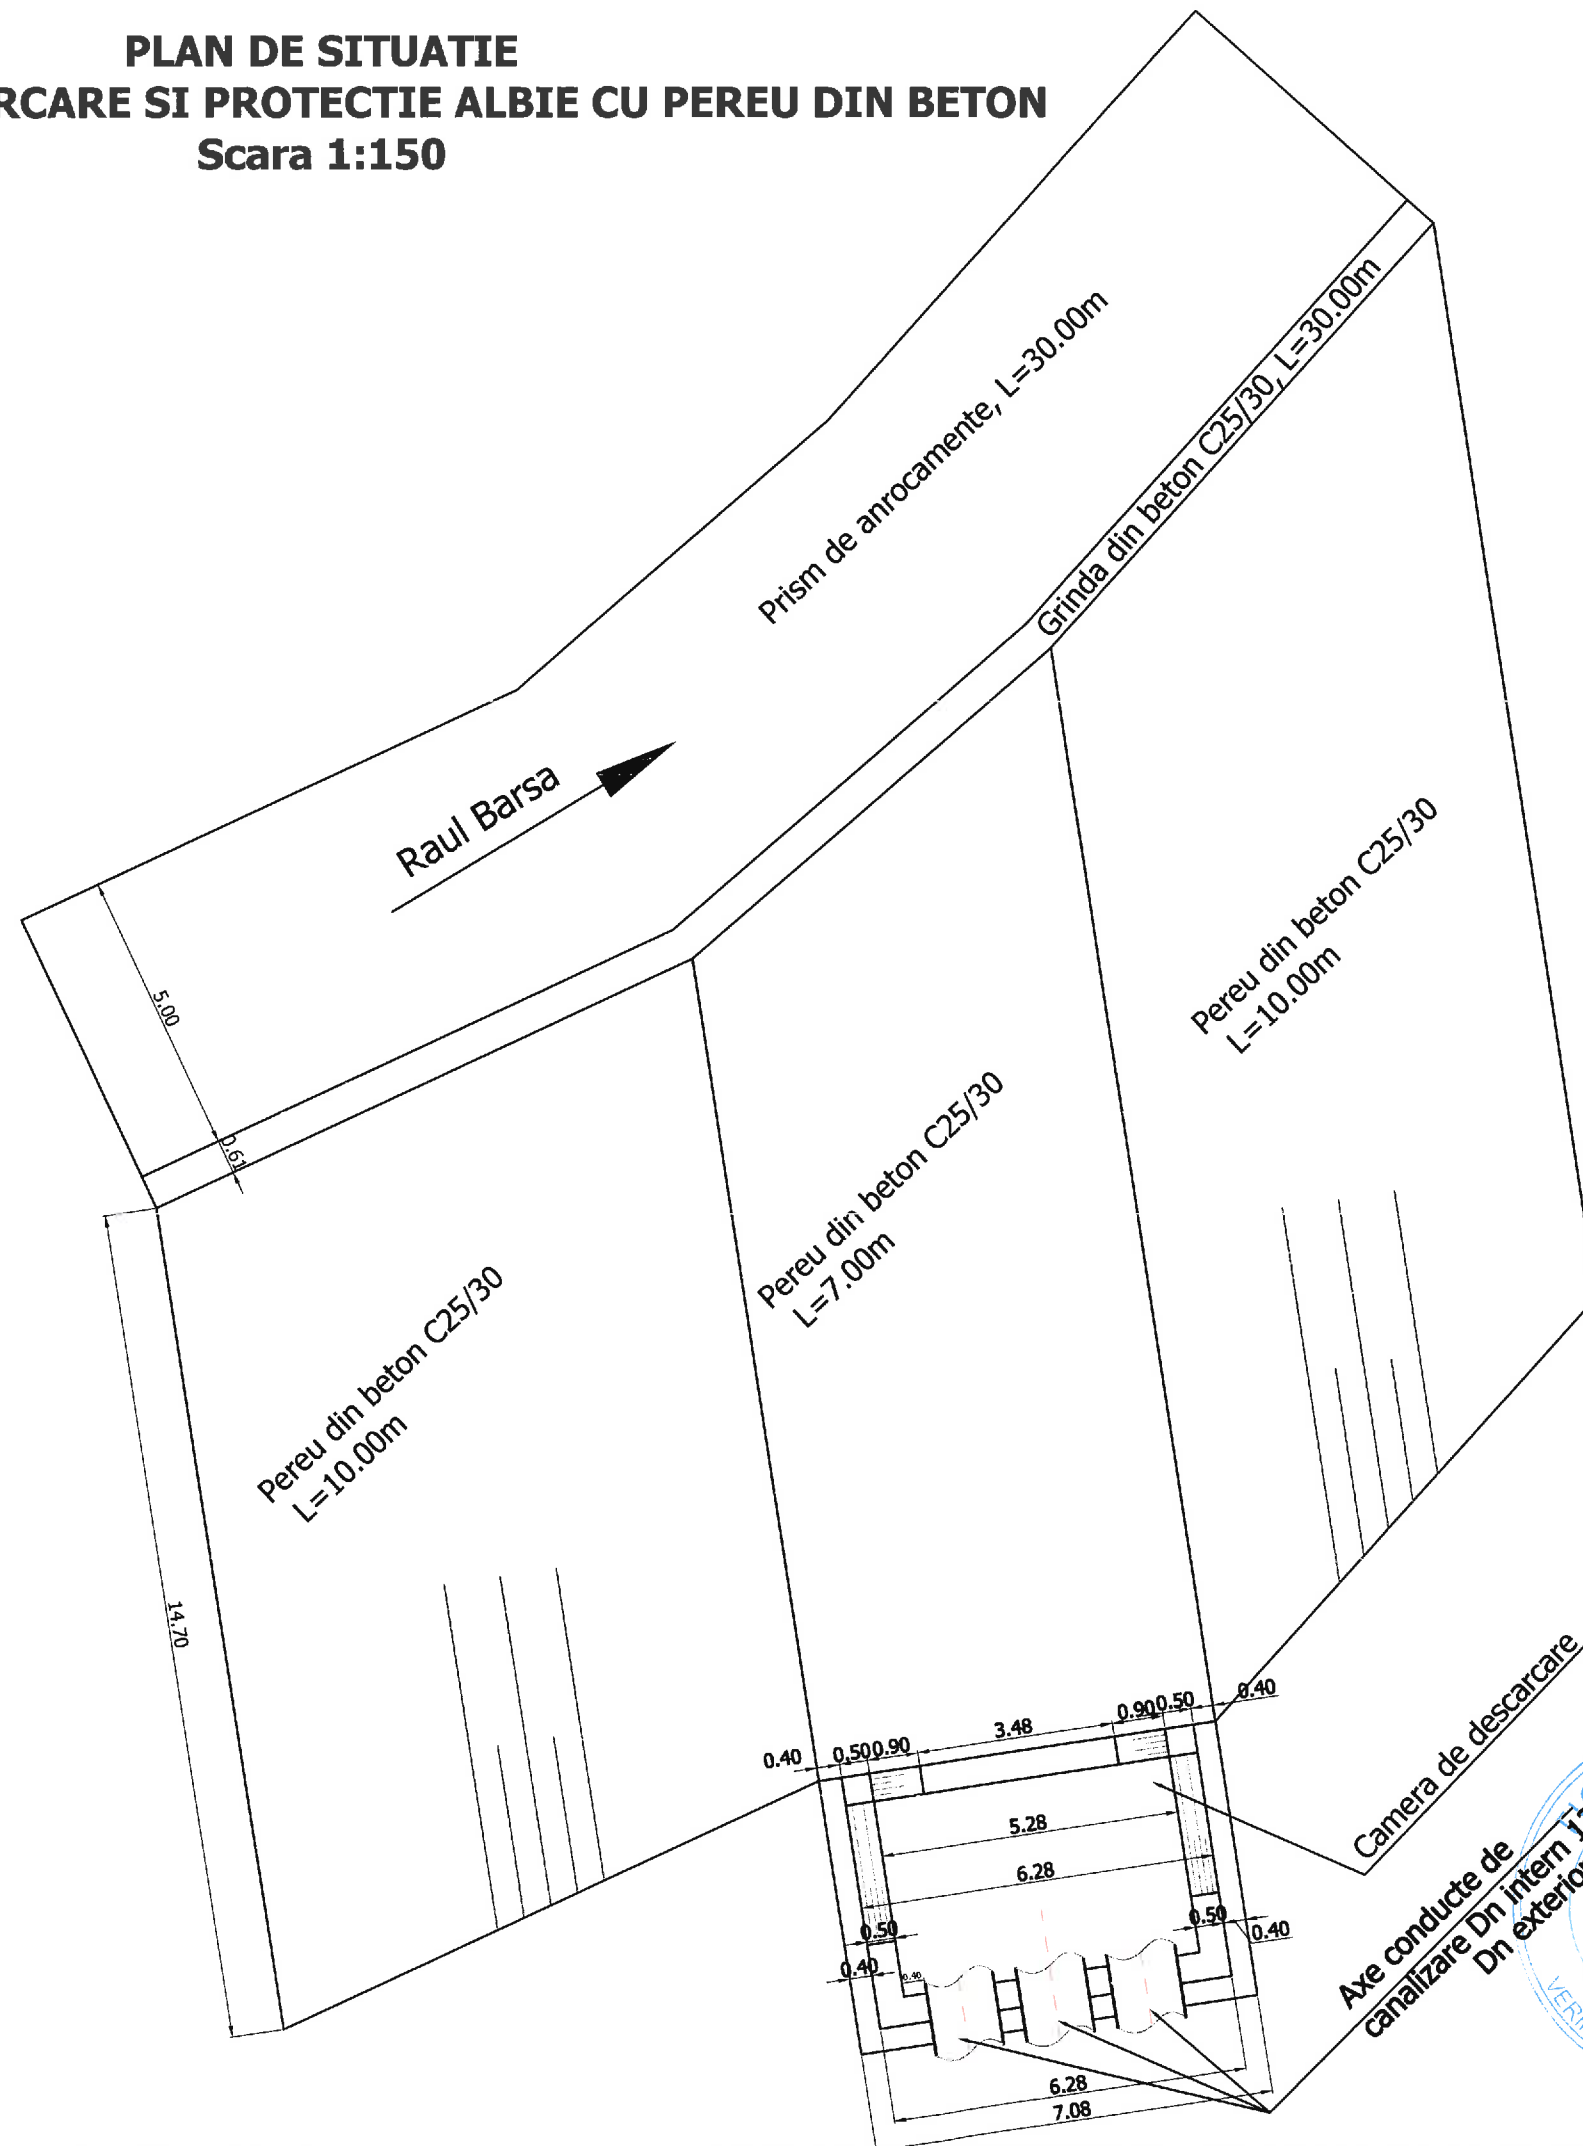 PLAN DE SITUATIE
RCARE SI PROTECTIE ALBIE CU PEREU DIN BETON
Scara 1:150
Prism de anrocamente, L=30.00m
Grinda din beton C25/30, L=30.00m
Raul Barsa
5.00
0.61
Pereu din beton C25/30
L=10.00m
Pereu din beton C25/30
L=7.00m
Pereu din beton C25/30
L=10.00m
14.70
0.40
0.50
0.90
3.48
0.90
0.50
0.40
5.28
6.28
0.50
0.50
0.40
0.40
0.40
6.28
7.08
Camera de descarcare
Axe conducte de
canalizare Dn intern
Dn exterior